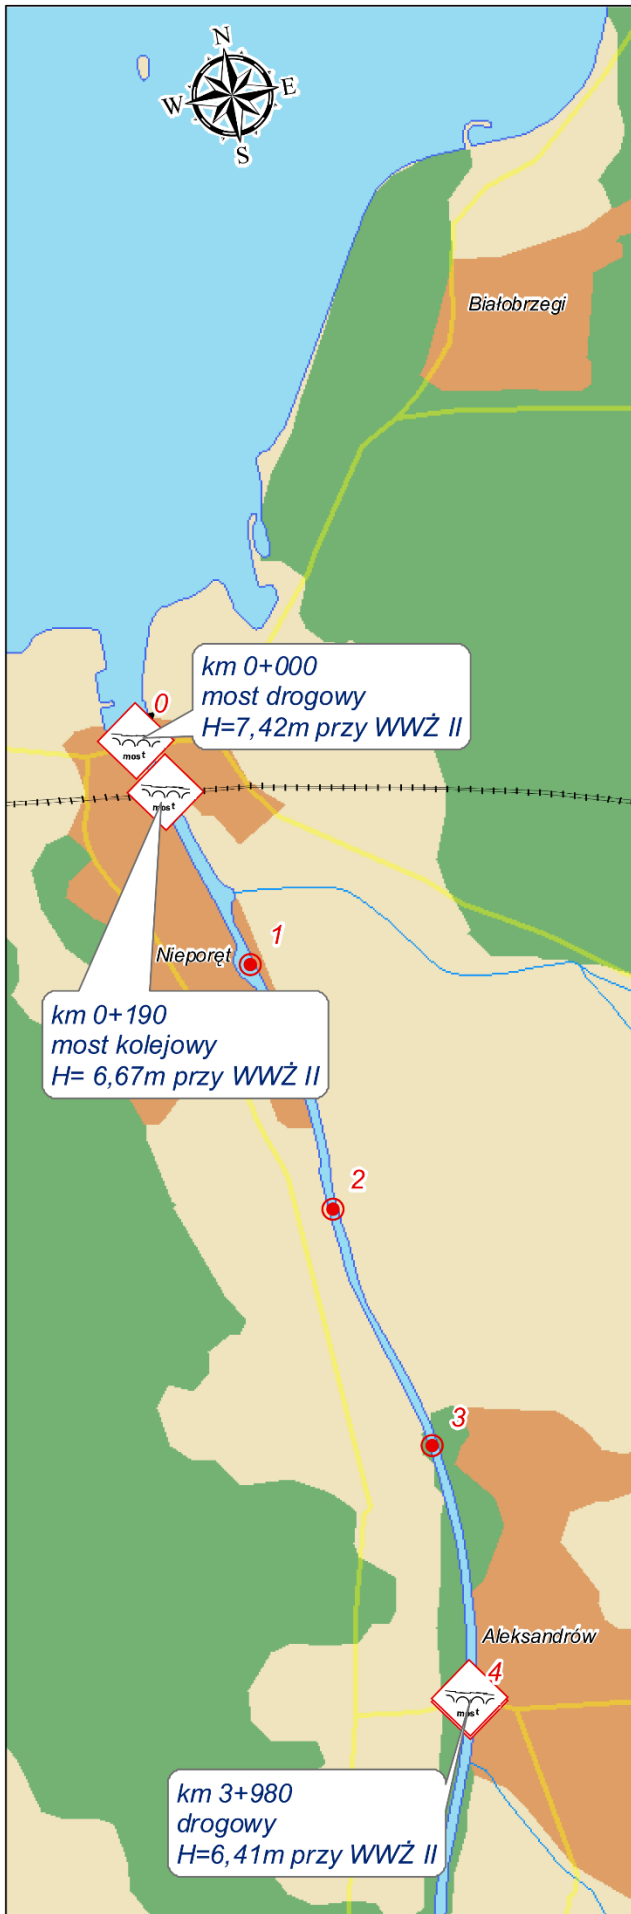 N
W
E
S
Białobrzegi
km 0+000
most drogowy
H=7,42m przy WWŻ II
0
most
most
Nieporęt
1
km 0+190
most kolejowy
H= 6,67m przy WWŻ II
2
3
Aleksandrów
4
most
km 3+980
drogowy
H=6,41m przy WWŻ II